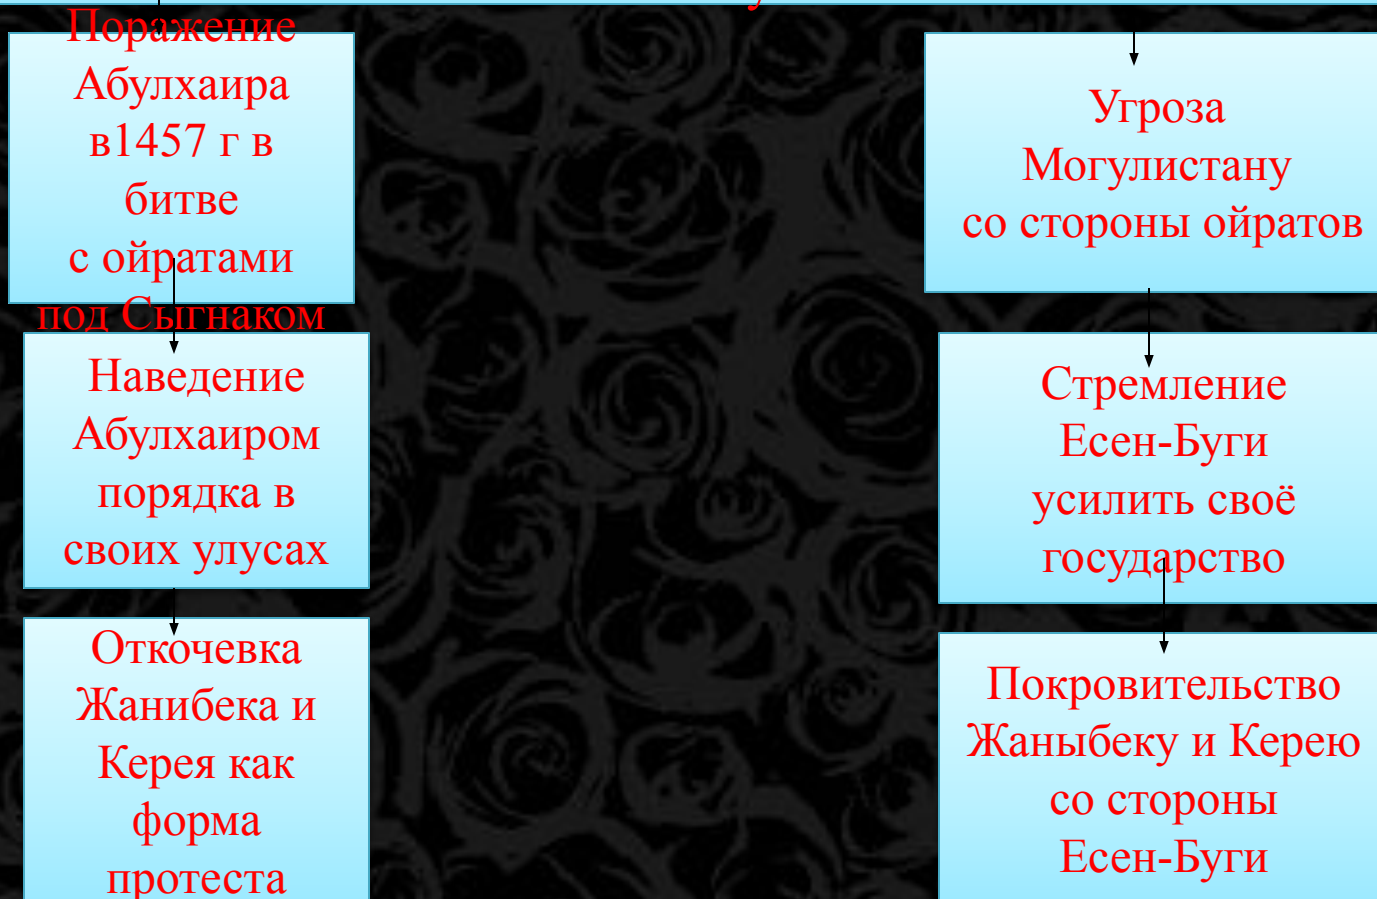 Поражение
Абулхаира
в1457 г в
битве
с ойратами
под Сыгнаком
Наведение
Абулхаиром
порядка в
своих улусах
Откочевка
Жанибека и
Керея как
форма
протеста
Угроза
Могулистану
со стороны ойратов
Стремление
Есен-Буги
усилить своё
государство
Покровительство
Жаныбеку и Керею
со стороны
Есен-Буги